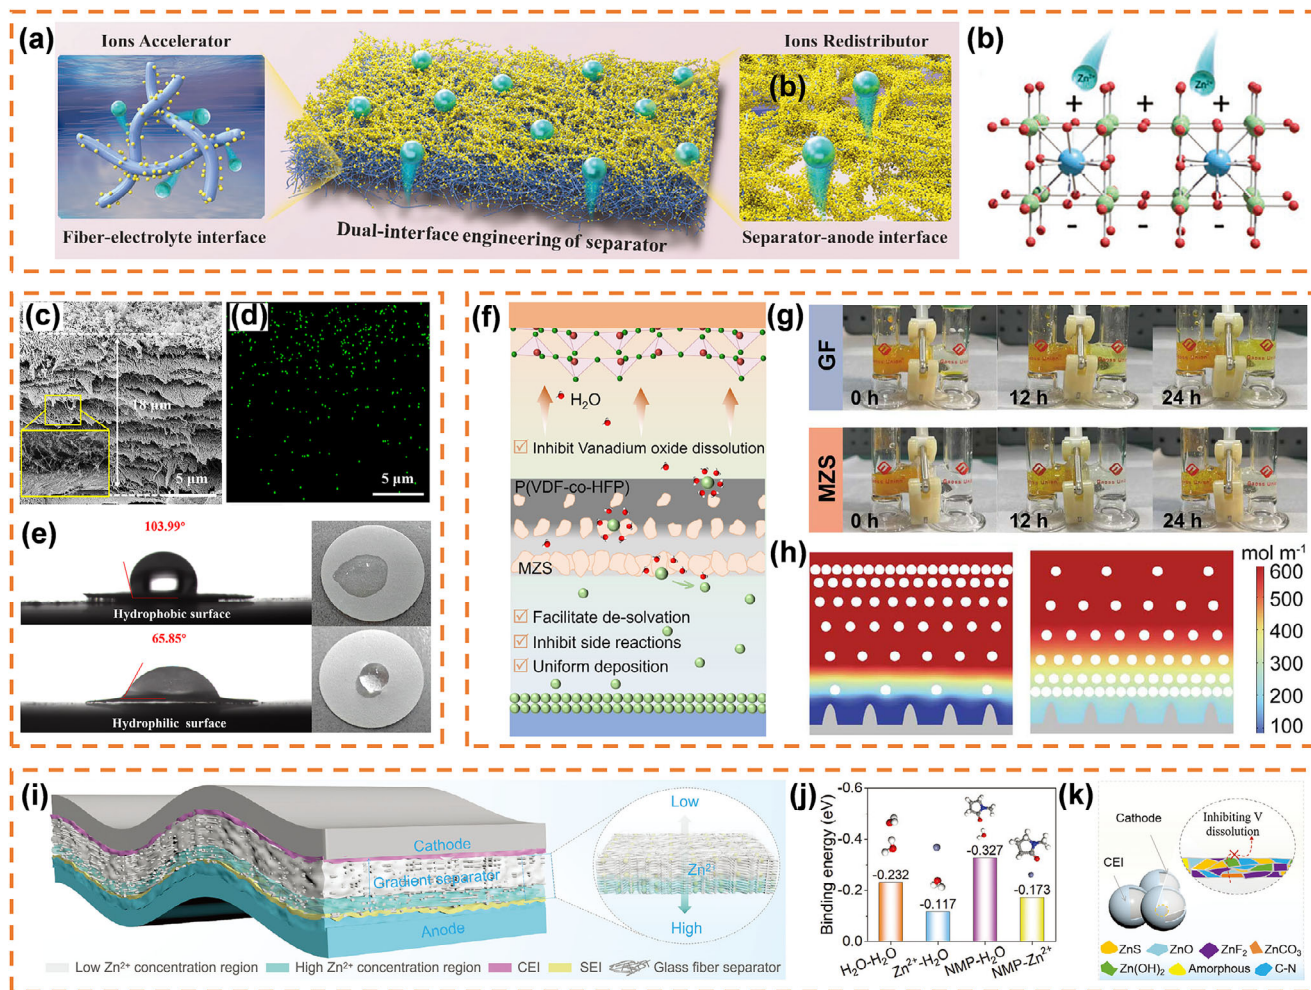 (a)
Ions Accelerator
Ions Redistributor
(b)
Fiber-electrolyte interface
Dual-interface engineering of separator
Separator-anode interface
(b)
Zn²⁺
Zn²⁺
+ + +
- - -
(c)
18 μm
5 μm
(d)
5 μm
(e)
103.99°
Hydrophobic surface
65.85°
Hydrophilic surface
(f)
H₂O
Inhibit Vanadium oxide dissolution
P(VDF-co-HFP)
MZS
Facilitate de-solvation
Inhibit side reactions
Uniform deposition
(g)
GF
0 h
12 h
24 h
MZS
0 h
12 h
24 h
(h)
mol m⁻¹
600
500
400
300
200
100
(i)
Cathode
Gradient separator
Anode
Low
Zn²
High
Low Zn²⁺ concentration region
High Zn²⁺ concentration region
CEI
SEI
Glass fiber separator
(j)
Binding energy (eV)
-0.6
-0.4
-0.2
0.0
-0.232
-0.117
-0.327
-0.173
H₂O-H₂O
Zn²⁺-H₂O
NMP-H₂O
NMP-Zn²⁺
(k)
Cathode
CEI
Inhibiting V
dissolution
ZnS
ZnO
ZnF₂
ZnCO₃
Zn(OH)₂
Amorphous
C-N